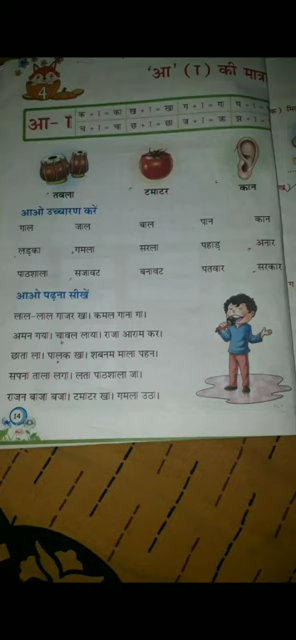 4
'आ' (ा) की मात्रा
आ- ा
क + ा = का ख + ा = खा ग + ा = गा घ + ा =
च + ा = चा छ + ा = छा ज + ा = जा झ + ा =
तबला टमाटर कान
आओ उच्चारण करें
गाल जाल बाल पान कान
लड़का गमला सरला पहाड़ अनार
पाठशाला सजावट बनावट पतवार सरकार
आओ पढ़ना सीखें
लाल-लाल गाजर खा। कमल गाना गा।
अमन गया। चावल लाया। राजा आराम कर।
छाता ला। पालक खा। शबनम माला पहन।
सपना ताला लगा। लता पाठशाला जा।
राजन बाजा बजा। टमाटर खा। गमला उठा।
14